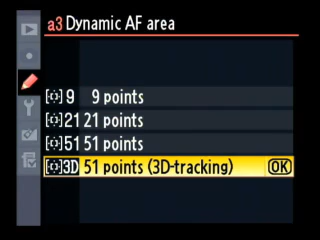 a3 Dynamic AF area
[ ] 9 9 points
[ ] 21 21 points
[ ] 51 51 points
[ ] 3D 51 points (3D-tracking) OK